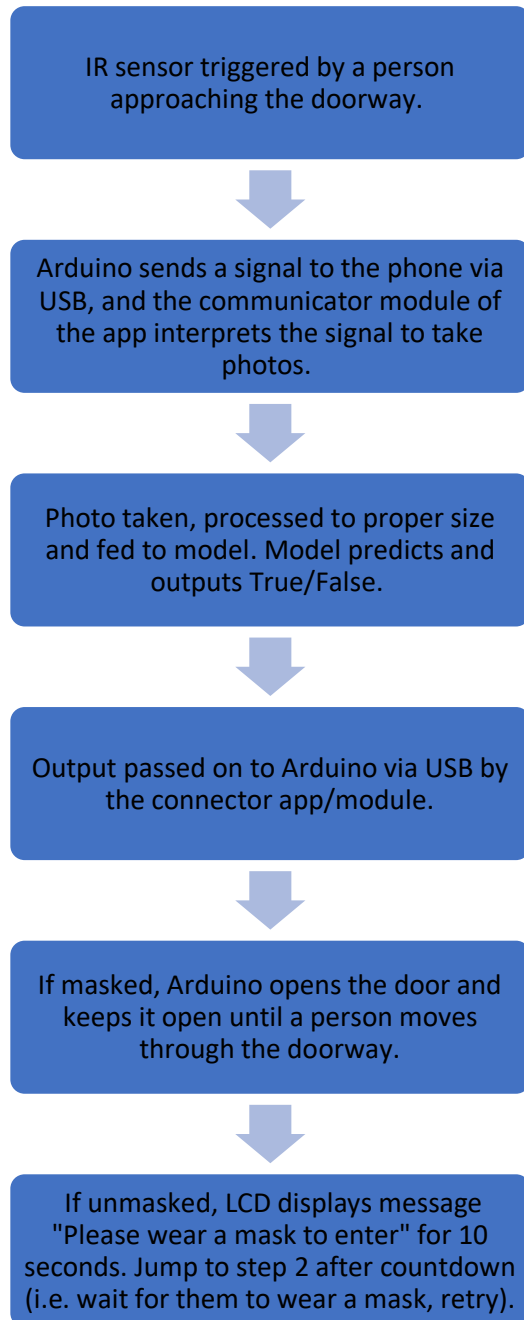 IR sensor triggered by a person
approaching the doorway.
Arduino sends a signal to the phone via
USB, and the communicator module of
the app interprets the signal to take
photos.
Photo taken, processed to proper size
and fed to model. Model predicts and
outputs True/False.
Output passed on to Arduino via USB by
the connector app/module.
If masked, Arduino opens the door and
keeps it open until a person moves
through the doorway.
If unmasked, LCD displays message
"Please wear a mask to enter" for 10
seconds. Jump to step 2 after countdown
(i.e. wait for them to wear a mask, retry).